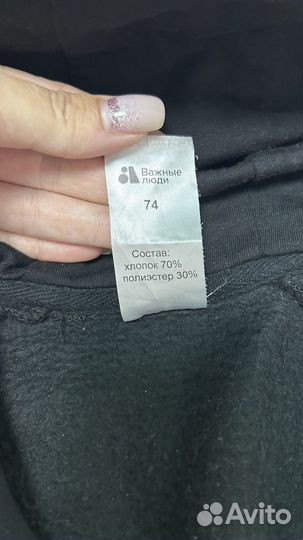 Важные
люди
74
Состав:
хлопок 70%
полиэстер 30%
Avito